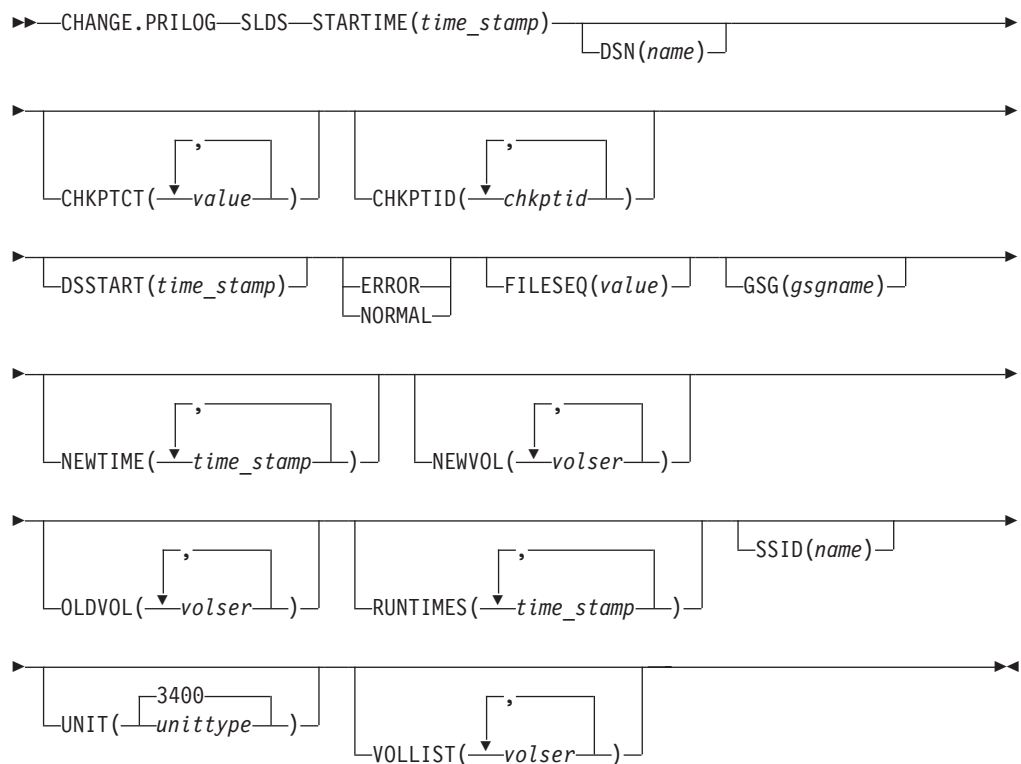 CHANGE.PRILOG SLDS STARTIME(time_stamp)
DSN(name)
, ,
CHKPTCT(value) CHKPTID(chkptid)
DSSTART(time_stamp) ERROR FILESEQ(value) GSG(gsgname)
NORMAL
, ,
NEWTIME(time_stamp) NEWVOL(volser)
, , SSID(name)
OLDVOL(volser) RUNTIMES(time_stamp)
3400 ,
UNIT(unittype)
VOLLIST(volser)